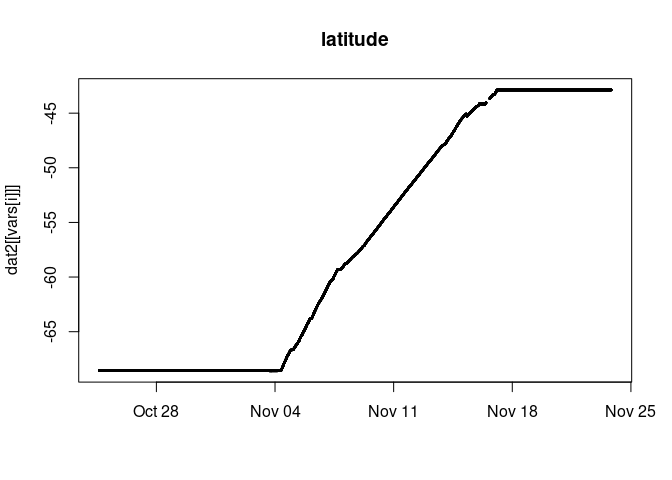 latitude
dat2[[vars[i]]]
-45
-50
-55
-60
-65
Oct 28
Nov 04
Nov 11
Nov 18
Nov 25